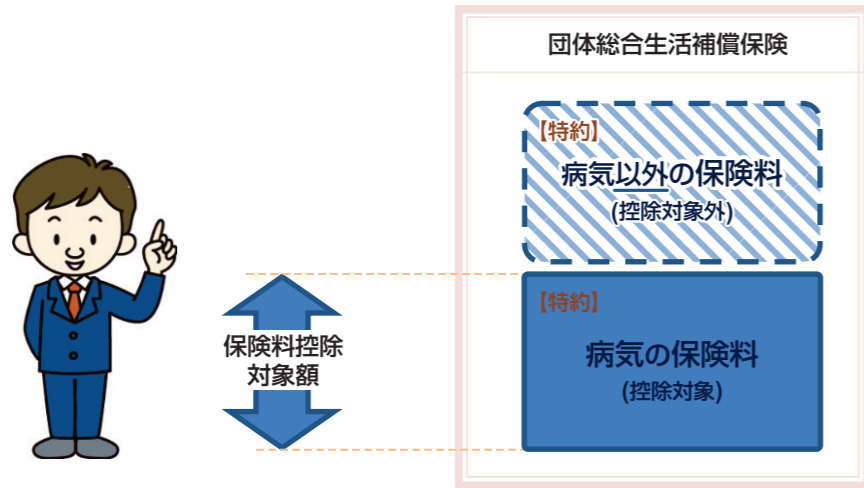 団体総合生活補償保険
【特約】
病気以外の保険料
(控除対象外)
【特約】
病気の保険料
(控除対象)
保険料控除
対象額